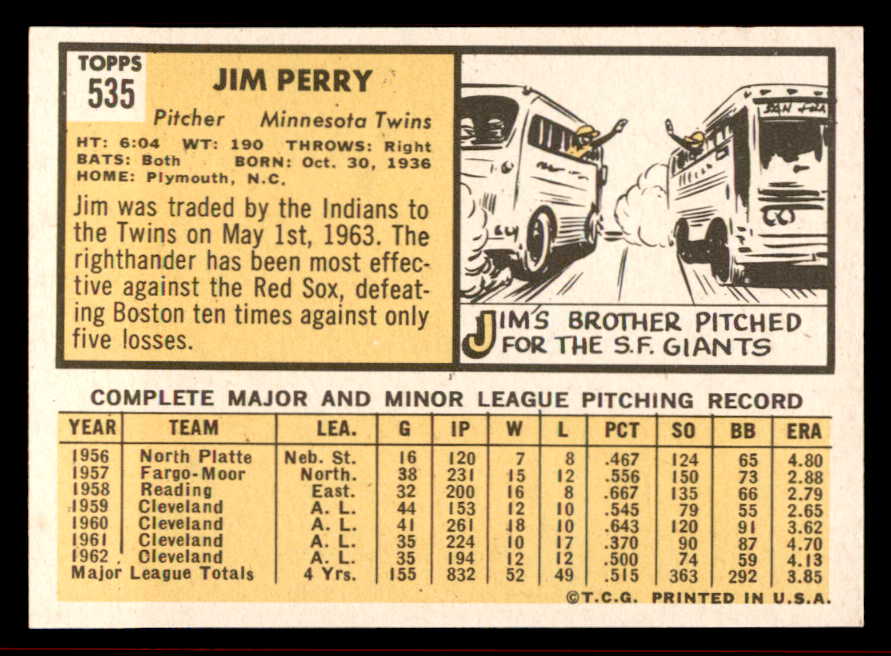 TOPPS
535
JIM PERRY
Pitcher Minnesota Twins
HT: 6:04 WT: 190 THROWS: Right
BATS: Both BORN: Oct. 30, 1936
HOME: Plymouth, N.C.
Jim was traded by the Indians to
the Twins on May 1st, 1963. The
righthander has been most effec-
tive against the Red Sox, defeat-
ing Boston ten times against only
five losses.
JIM'S BROTHER PITCHED
FOR THE S.F. GIANTS
COMPLETE MAJOR AND MINOR LEAGUE PITCHING RECORD
YEAR TEAM LEA. G IP W L PCT SO BB ERA
1956 North Platte Neb. St. 16 120 7 8 .467 124 65 4.80
1957 Fargo-Moor North. 38 231 15 12 .556 150 73 2.88
1958 Reading East. 32 200 16 8 .667 135 66 2.79
1959 Cleveland A. L. 44 153 12 10 .545 79 55 2.65
1960 Cleveland A. L. 41 261 18 10 .643 120 91 3.62
1961 Cleveland A. L. 35 224 10 17 .370 90 87 4.70
1962 Cleveland A. L. 35 194 12 12 .500 74 59 4.13
Major League Totals 4 Yrs. 155 832 52 49 .515 363 292 3.85
©T.C.G. PRINTED IN U.S.A.